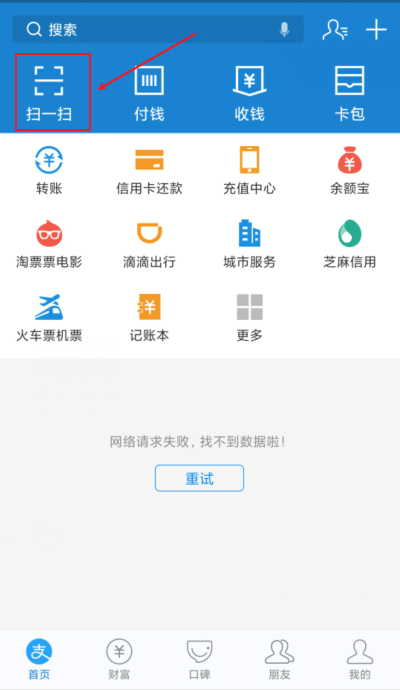 搜索
扫一扫 付钱 收钱 卡包
转账 信用卡还款 充值中心 余额宝
淘票票电影 滴滴出行 城市服务 芝麻信用
火车票机票 记账本 更多
网络请求失败，找不到数据啦!
重试
支
首页 财富 口碑 朋友 我的